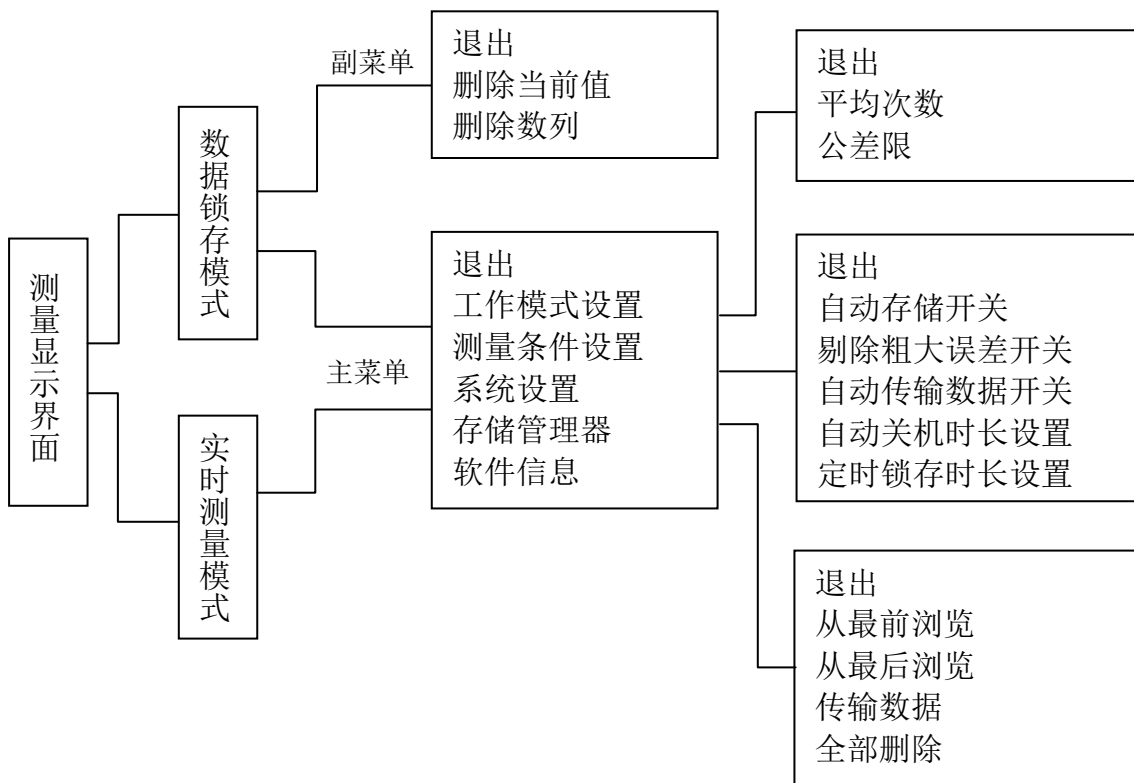 测量显示界面
数据锁存模式
实时测量模式
副菜单
退出
删除当前值
删除数列
主菜单
退出
工作模式设置
测量条件设置
系统设置
存储管理器
软件信息
退出
平均次数
公差限
退出
自动存储开关
剔除粗大误差开关
自动传输数据开关
自动关机时长设置
定时锁存时长设置
退出
从最前浏览
从最后浏览
传输数据
全部删除